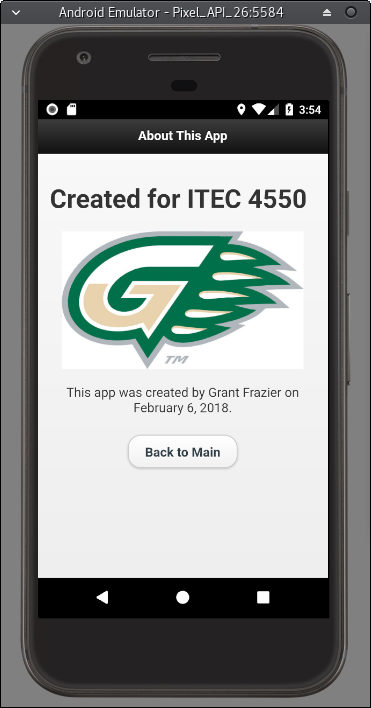 Android Emulator - Pixel_API_26:5584
3:54
About This App
Created for ITEC 4550
G
TM
This app was created by Grant Frazier on
February 6, 2018.
Back to Main